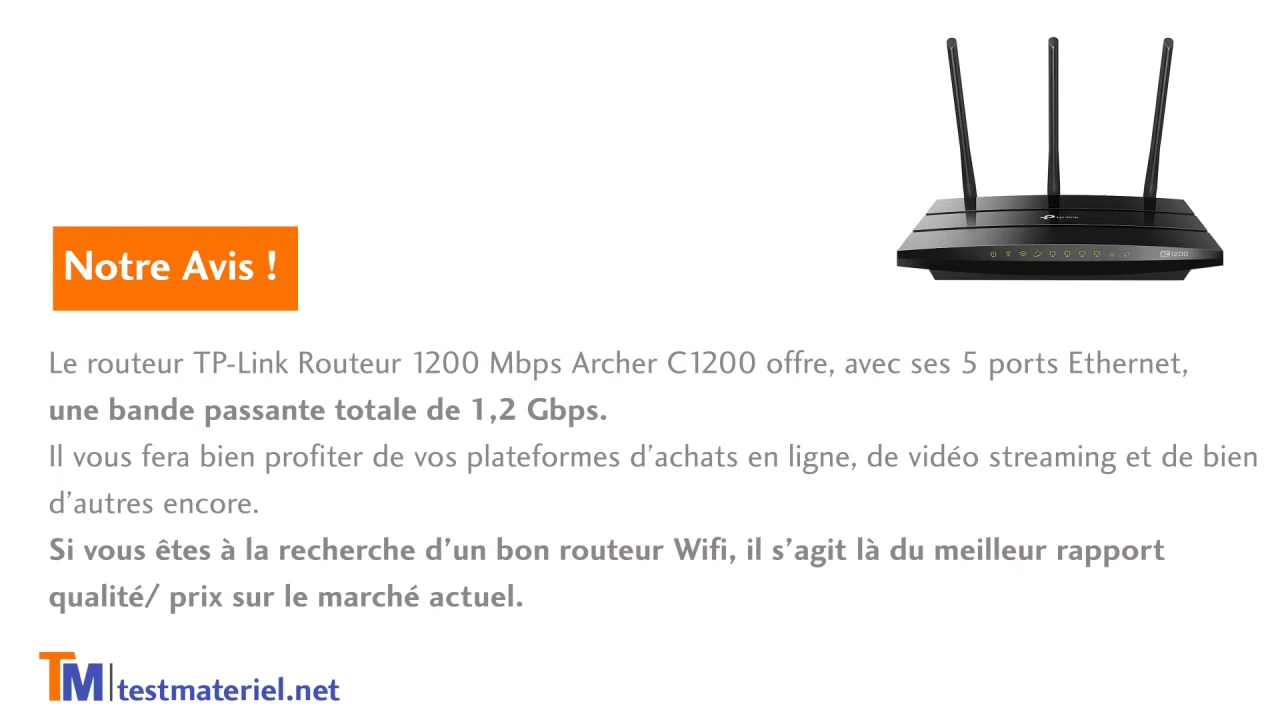 tp-link
AC1200
Notre Avis !
Le routeur TP-Link Routeur 1200 Mbps Archer C1200 offre, avec ses 5 ports Ethernet,
une bande passante totale de 1,2 Gbps.
Il vous fera bien profiter de vos plateformes d’achats en ligne, de vidéo streaming et de bien
d’autres encore.
Si vous êtes à la recherche d’un bon routeur Wifi, il s’agit là du meilleur rapport
qualité/ prix sur le marché actuel.
TM|testmateriel.net